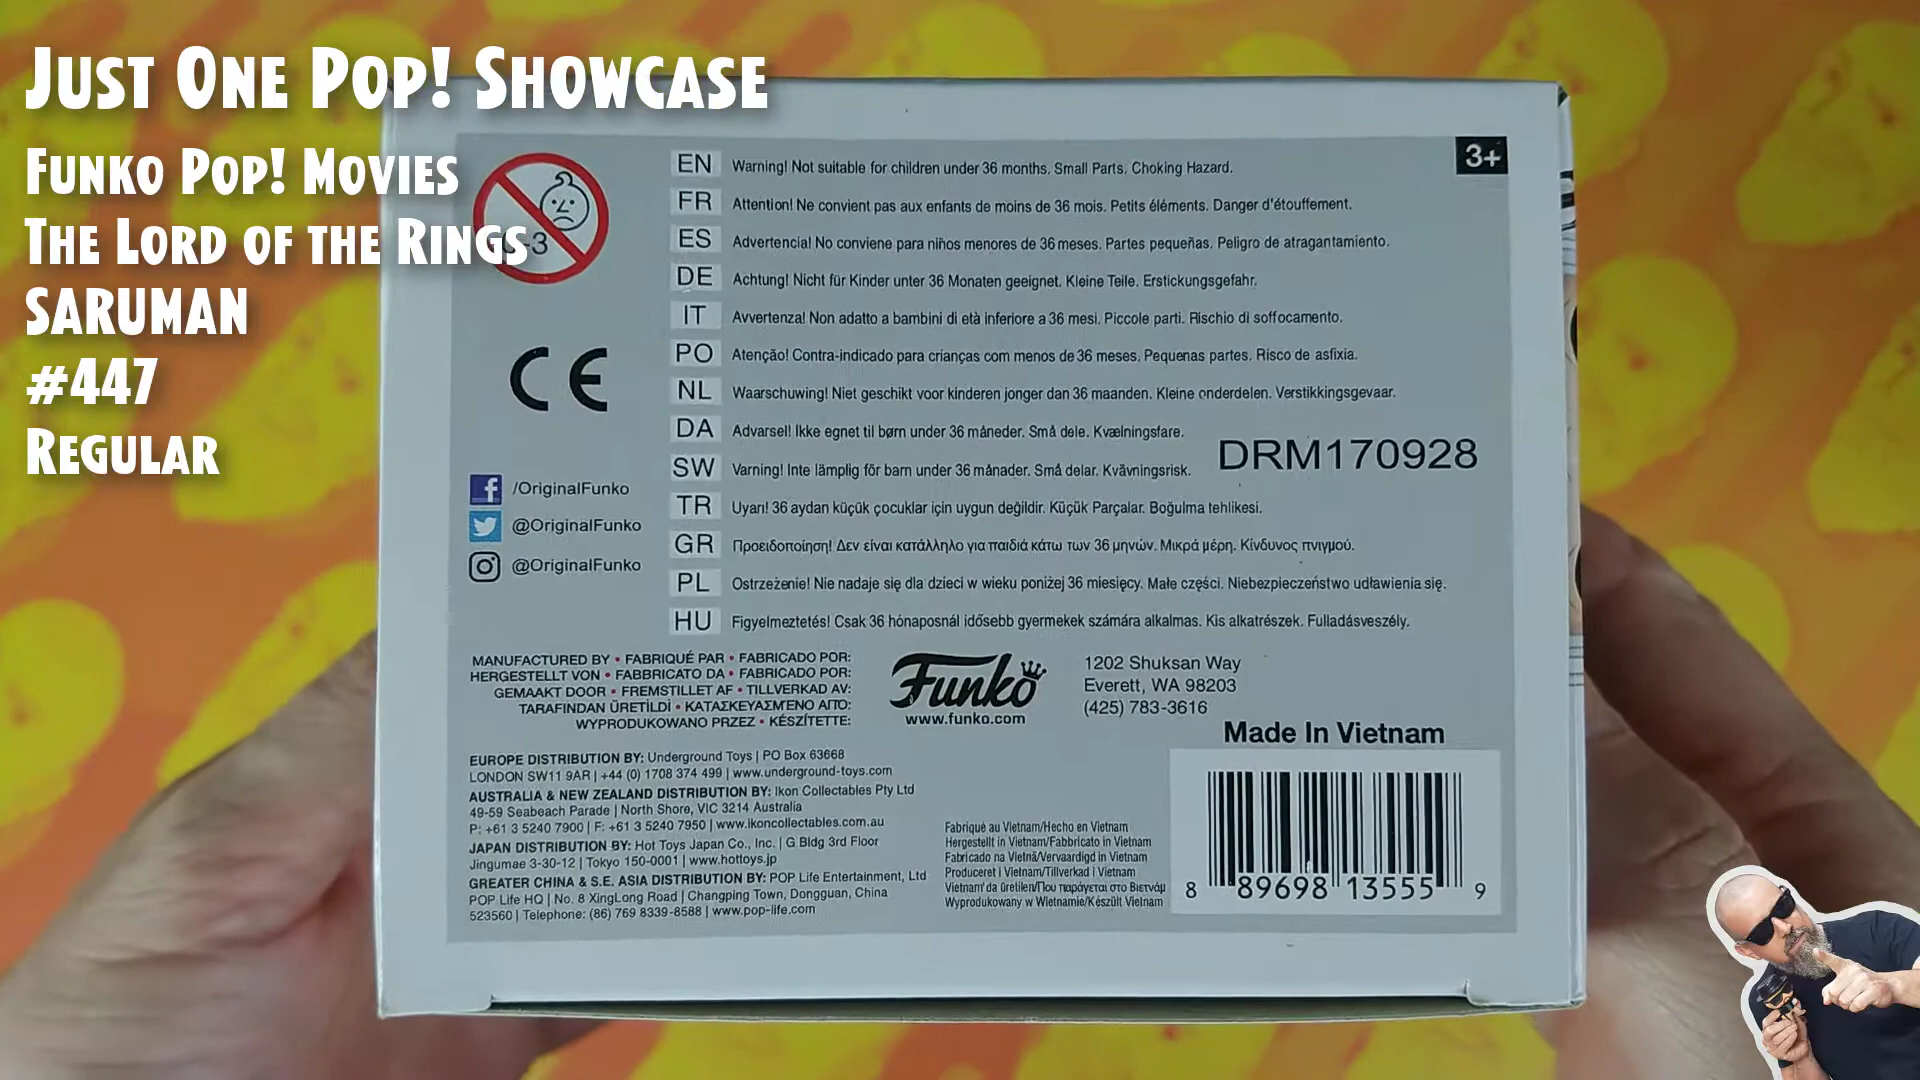 Just One Pop! Showcase
Funko Pop! Movies
The Lord of the Rings
SARUMAN
#447
Regular
3+
EN Warning! Not suitable for children under 36 months. Small Parts. Choking Hazard.
FR Attention! Ne convient pas aux enfants de moins de 36 mois. Petits éléments. Danger d'étouffement.
ES Advertencia! No conviene para niños menores de 36 meses. Partes pequeñas. Peligro de atragantamiento.
DE Achtung! Nicht für Kinder unter 36 Monaten geeignet. Kleine Teile. Erstickungsgefahr.
IT Avvertenza! Non adatto a bambini di età inferiore a 36 mesi. Piccole parti. Rischio di soffocamento.
PO Atenção! Contra-indicado para crianças com menos de 36 meses. Pequenas partes. Risco de asfixia.
NL Waarschuwing! Niet geschikt voor kinderen jonger dan 36 maanden. Kleine onderdelen. Verstikkingsgevaar.
DA Advarsel! Ikke egnet til børn under 36 måneder. Små dele. Kvælningsfare.
SW Varning! Inte lämplig för barn under 36 månader. Små delar. Kvävningsrisk.
DRM170928
TR Uyarı! 36 aydan küçük çocuklar için uygun değildir. Küçük Parçalar. Boğulma tehlikesi.
GR Προειδοποίηση! Δεν είναι κατάλληλο για παιδιά κάτω των 36 μηνών. Μικρά μέρη. Κίνδυνος πνιγμού.
PL Ostrzeżenie! Nie nadaje się dla dzieci w wieku poniżej 36 miesięcy. Małe części. Niebezpieczeństwo udławienia się.
HU Figyelmeztetés! Csak 36 hónaposnál idősebb gyermekek számára alkalmas. Kis alkatrészek. Fulladásveszély.
CE
/OriginalFunko
@OriginalFunko
@OriginalFunko
MANUFACTURED BY • FABRIQUÉ PAR • FABRICADO POR:
HERGESTELLT VON • FABBRICATO DA • FABRICADO POR:
GEMAAKT DOOR • FREMSTILLET AF • TILLVERKAD AV:
TARAFINDAN ÜRETİLDİ • ΚΑΤΑΣΚΕΥΑΣΜΈΝΟ ΑΠΌ:
WYPRODUKOWANO PRZEZ • KÉSZÍTETTE:
Funko
www.funko.com
1202 Shuksan Way
Everett, WA 98203
(425) 783-3616
Made In Vietnam
EUROPE DISTRIBUTION BY: Underground Toys | PO Box 63668
LONDON SW11 9AR | +44 (0) 1708 374 499 | www.underground-toys.com
AUSTRALIA & NEW ZEALAND DISTRIBUTION BY: Ikon Collectables Pty Ltd
49-59 Seabeach Parade | North Shore, VIC 3214 Australia
P: +61 3 5240 7900 | F: +61 3 5240 7950 | www.ikoncollectables.com.au
JAPAN DISTRIBUTION BY: Hot Toys Japan Co., Inc. | G Bldg 3rd Floor
Jingumae 3-30-12 | Tokyo 150-0001 | www.hottoys.jp
GREATER CHINA & S.E. ASIA DISTRIBUTION BY: POP Life Entertainment, Ltd
POP Life HQ | No. 8 XingLong Road | Changping Town, Dongguan, China
523560 | Telephone: (86) 769 8339-8588 | www.pop-life.com
Fabriqué au Vietnam/Hecho en Vietnam
Hergestellt in Vietnam/Fabbricato in Vietnam
Fabricado na Vietnã/Vervaardigd in Vietnam
Produceret i Vietnam/Tillverkad i Vietnam
Vietnam'da üretilen/Που παράγεται στο Βιετνάμ
Wyprodukowany w Wietnamie/Készült Vietnam
8 89698 13555 9